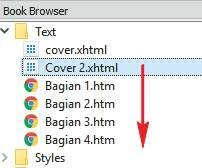 Book Browser
Text
cover.xhtml
Cover 2.xhtml
Bagian 1.htm
Bagian 2.htm
Bagian 3.htm
Bagian 4.htm
Styles